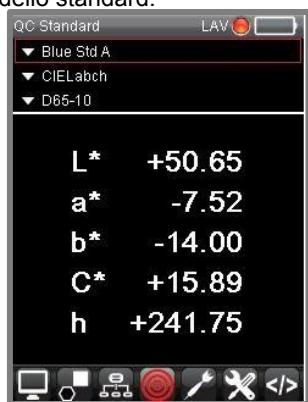 dello standard.
QC Standard LAV
Blue Std A
CIELabch
D65-10
L* +50.65
a* -7.52
b* -14.00
C* +15.89
h +241.75
</>